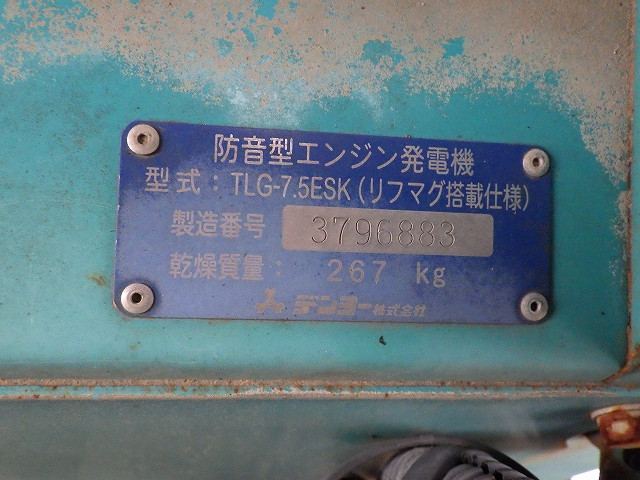 防音型エンジン発電機
型式：TLG-7.5ESK(リフマグ搭載仕様)
製造番号 3796883
乾燥質量： 267 kg
デンヨー株式会社